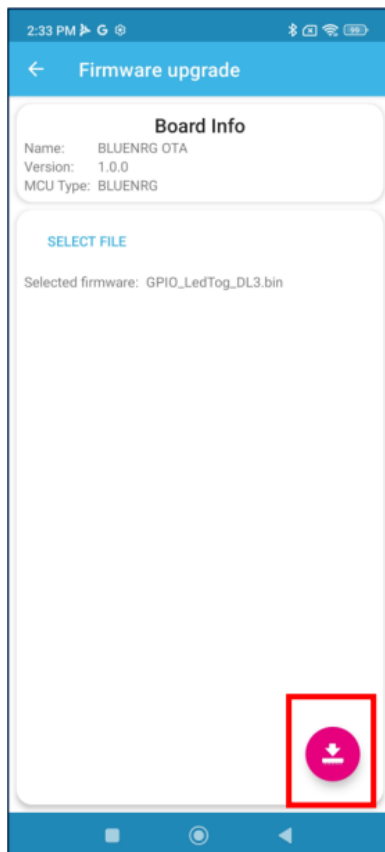 2:33 PM G 99
Firmware upgrade
Board Info
Name: BLUENRG OTA
Version: 1.0.0
MCU Type: BLUENRG
SELECT FILE
Selected firmware: GPIO_LedTog_DL3.bin